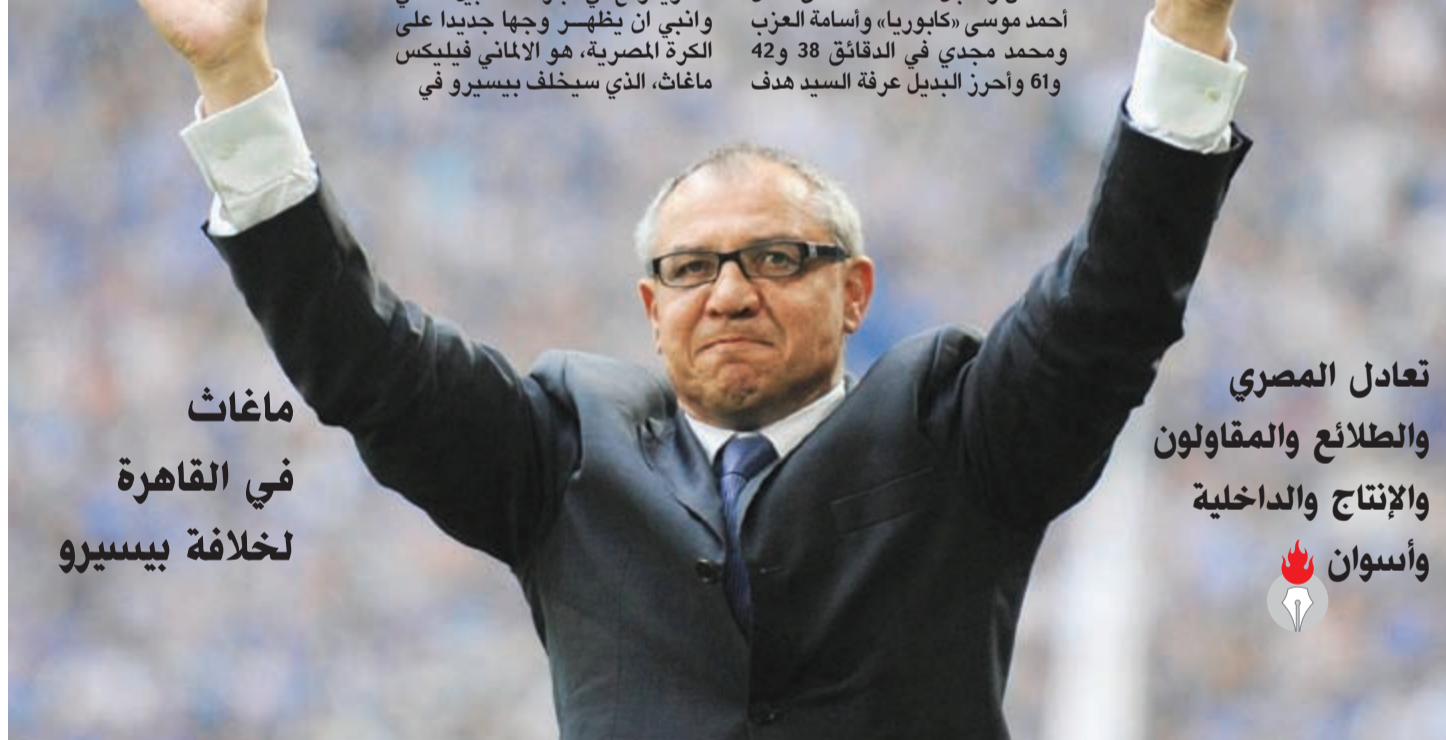 أحمد موسى «كابوريا» وأسامة العزب
ومحمد مجدي في الدقائق 38 و42
و61 وأحرز البديل عرفة السيد هدف
وانبي ان يظهر وجها جديدا على
الكرة المصرية، هو الالماني فيليكس
ماغاث، الذي سيخلف بيسيرو في
تعادل المصري
والطلائع والمقاولون
والإنتاج والداخلية
وأسوان
ماغاث
في القاهرة
لخلافة بيسيرو